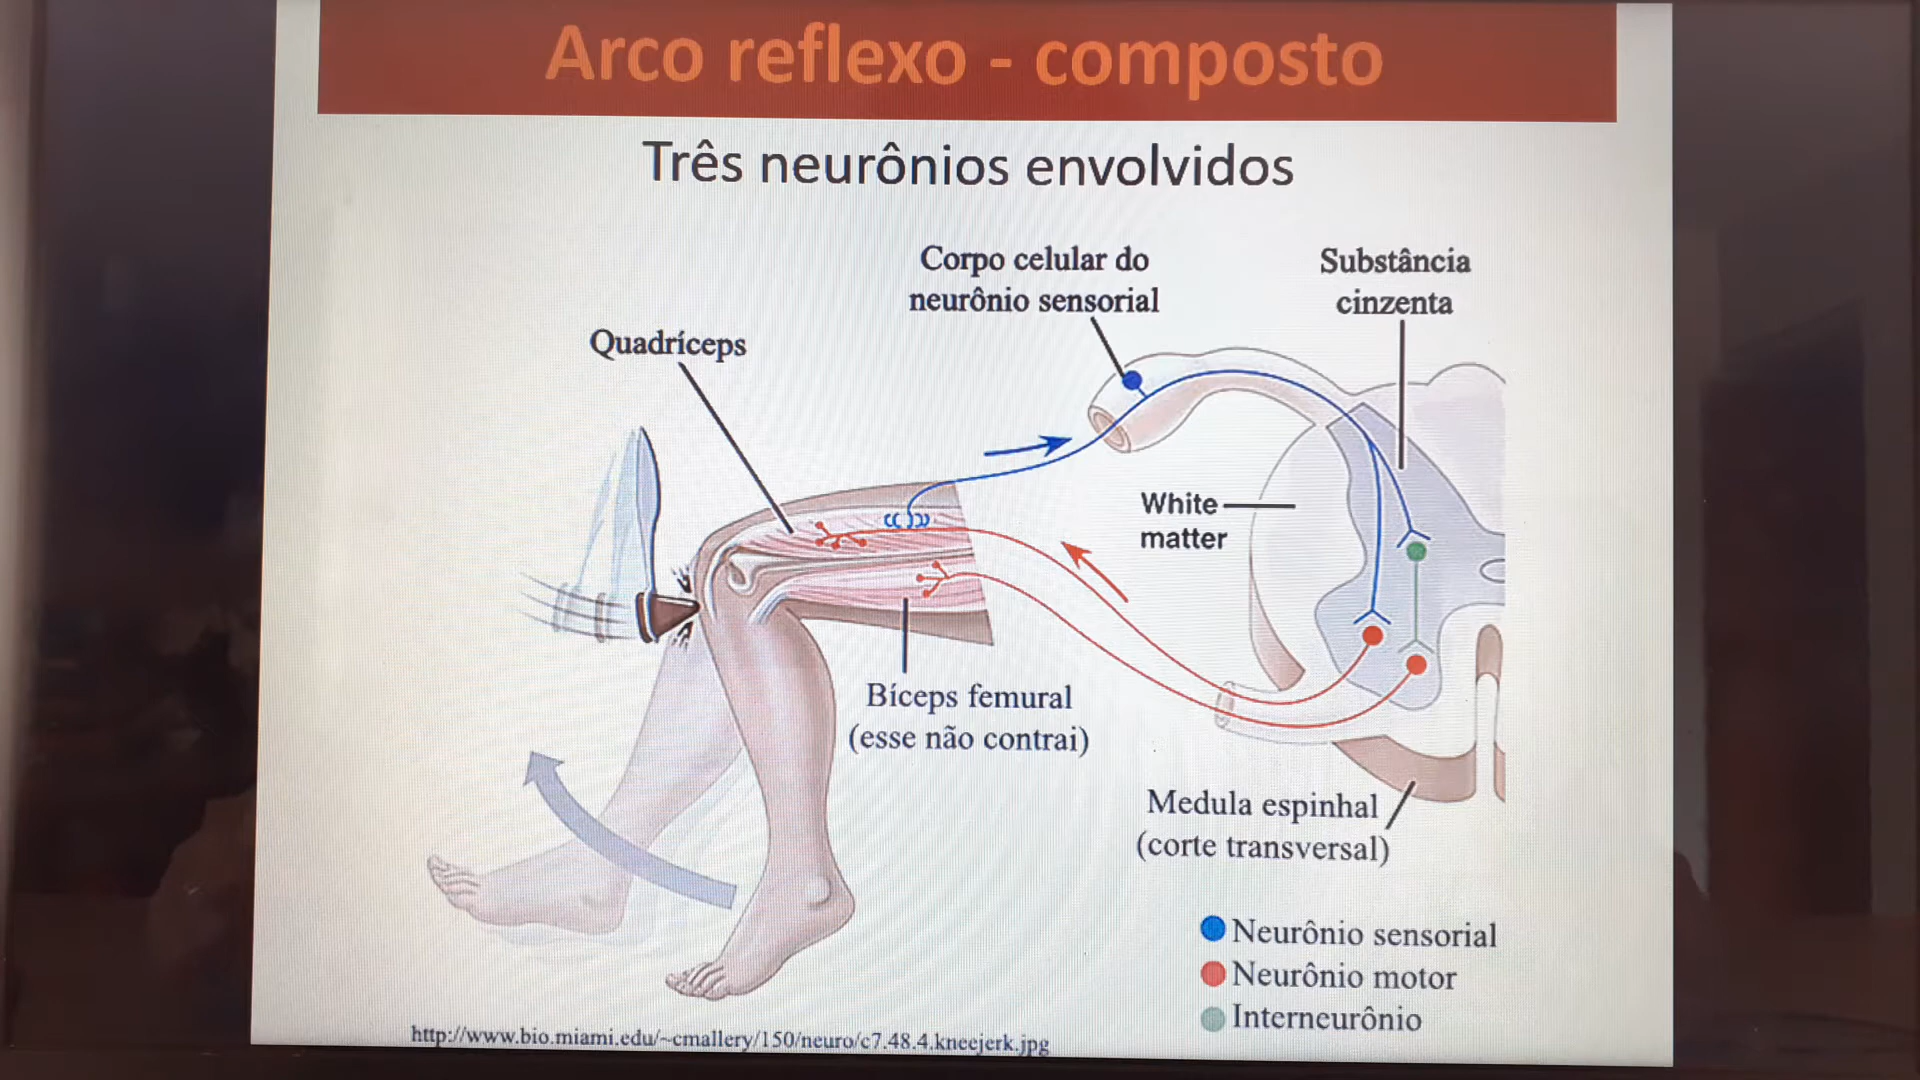 Arco reflexo - composto
Três neurônios envolvidos
Corpo celular do
neurônio sensorial
Substância
cinzenta
Quadríceps
White
matter
Bíceps femural
(esse não contrai)
Medula espinhal
(corte transversal)
Neurônio sensorial
Neurônio motor
Interneurônio
http://www.bio.miami.edu/~cmallery/150/neuro/c7.48.4.kneejerk.jpg